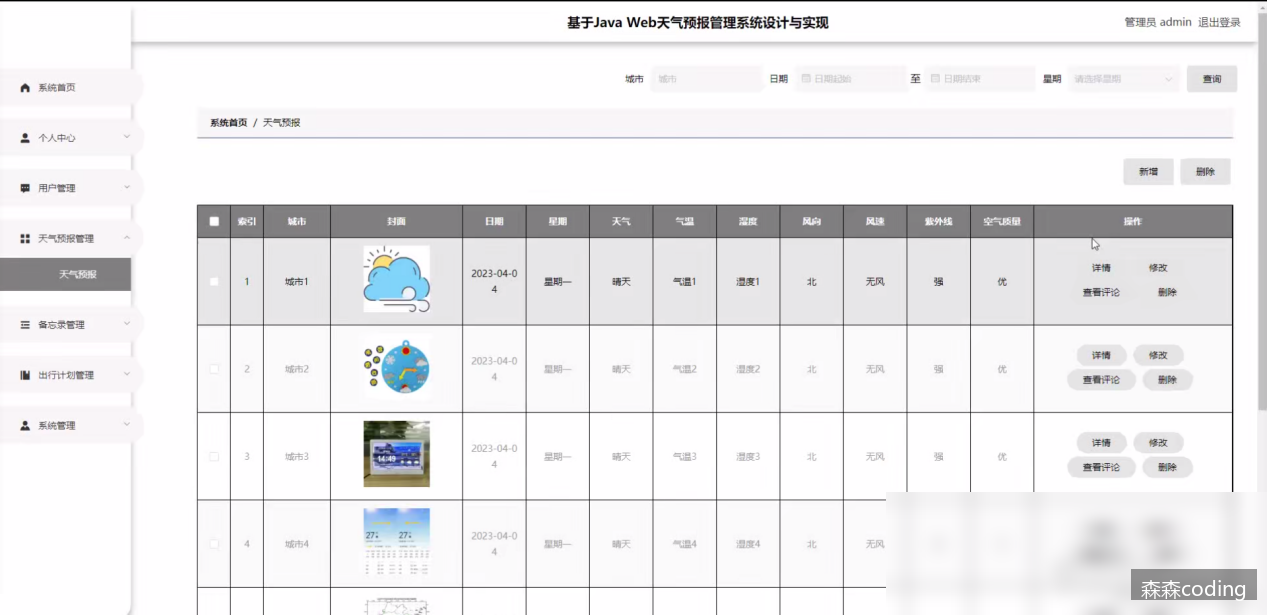 基于Java Web天气预报管理系统设计与实现
管理员 admin 退出登录
系统首页
个人中心
用户管理
天气预报管理
天气预报
备忘录管理
出行计划管理
系统管理
城市 城市 日期 日期起始 至 日期结束 星期 请选择星期 查询
系统首页 / 天气预报
新增 删除
索引 城市 封面 日期 星期 天气 气温 湿度 风向 风速 紫外线 空气质量 操作
1 城市1 2023-04-04 星期一 晴天 气温1 湿度1 北 无风 强 优 详情 修改
查看评论 删除
2 城市2 2023-04-04 星期一 晴天 气温2 湿度2 北 无风 强 优 详情 修改
查看评论 删除
3 城市3 14:49 2023-04-04 星期一 晴天 气温3 湿度3 北 无风 强 优 详情 修改
查看评论 删除
4 城市4 27 27 2023-04-04 星期一 晴天 气温4 湿度4 北 无风
森森coding